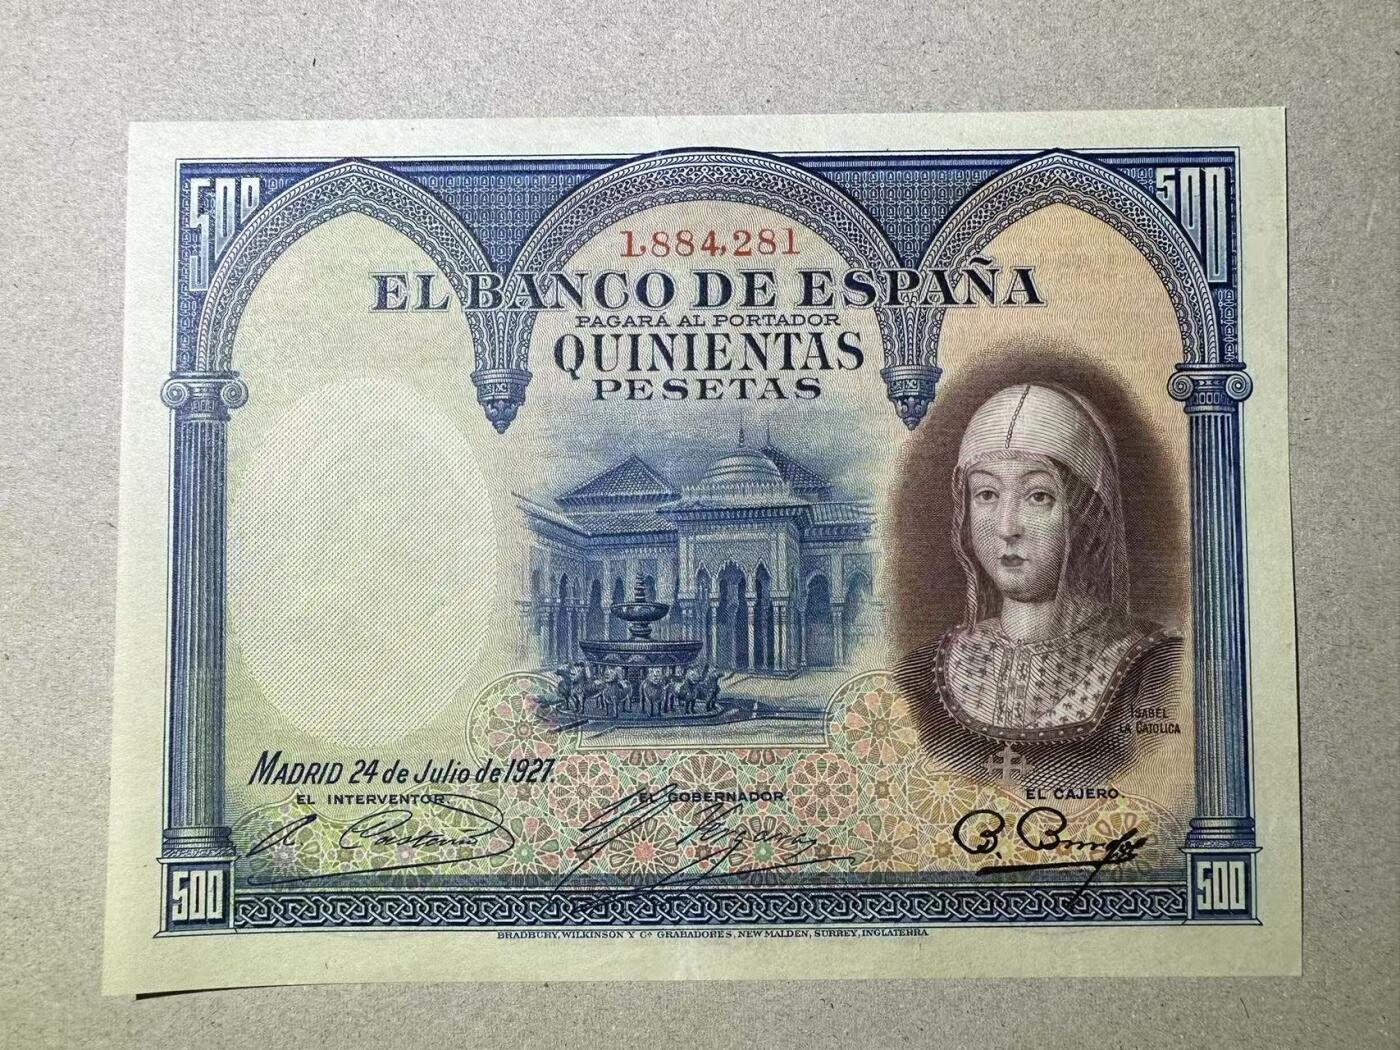 500
500
1,884,281
EL BANCO DE ESPAÑA
PAGARÁ AL PORTADOR
QUINIENTAS
PESETAS
ISABEL
LA CATOLICA
MADRID 24 de Julio de 1927.
EL INTERVENTOR.
EL GOBERNADOR.
EL CAJERO.
500
500
BRADBURY, WILKINSON Y Cª GRABADORES, NEW MALDEN, SURREY, INGLATERRA